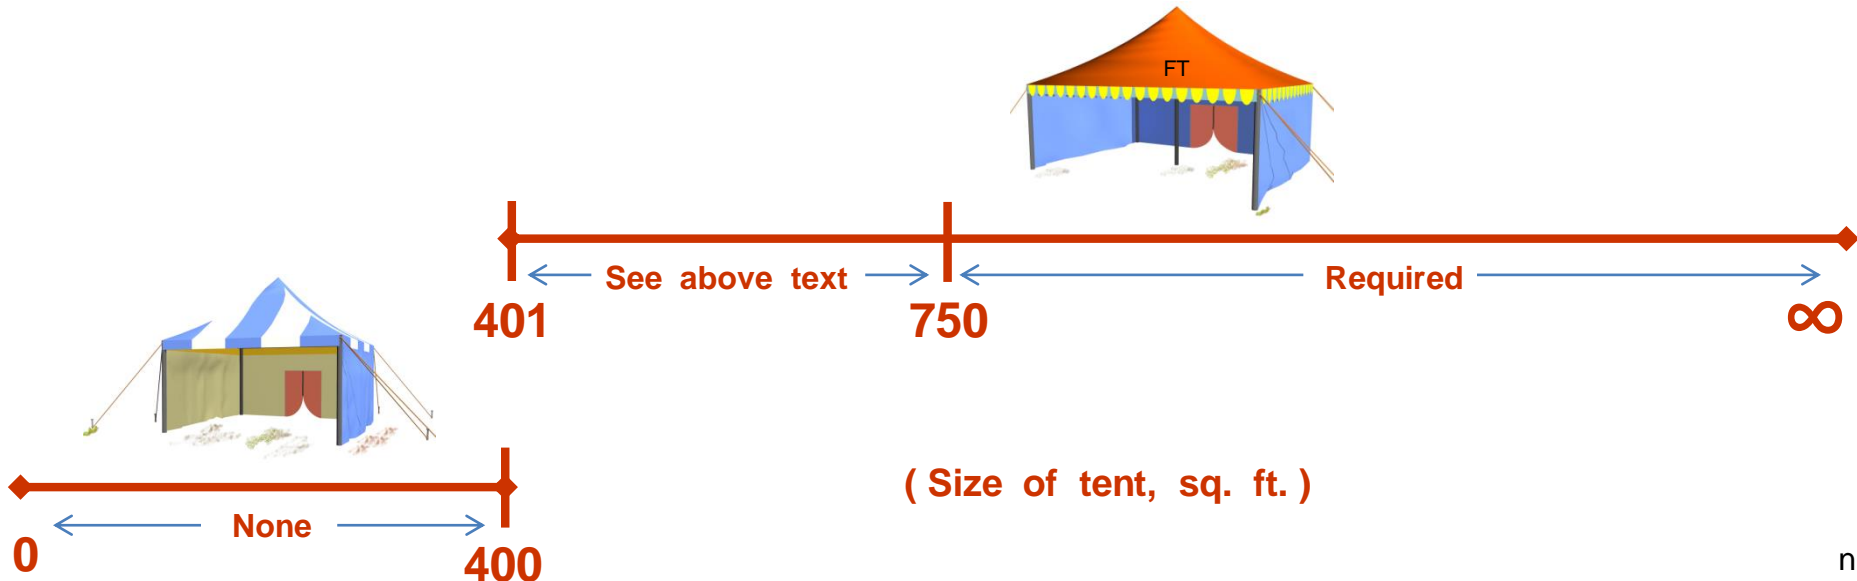 FT
See above text
Required
401
750
∞
( Size of tent, sq. ft. )
None
0
400
n